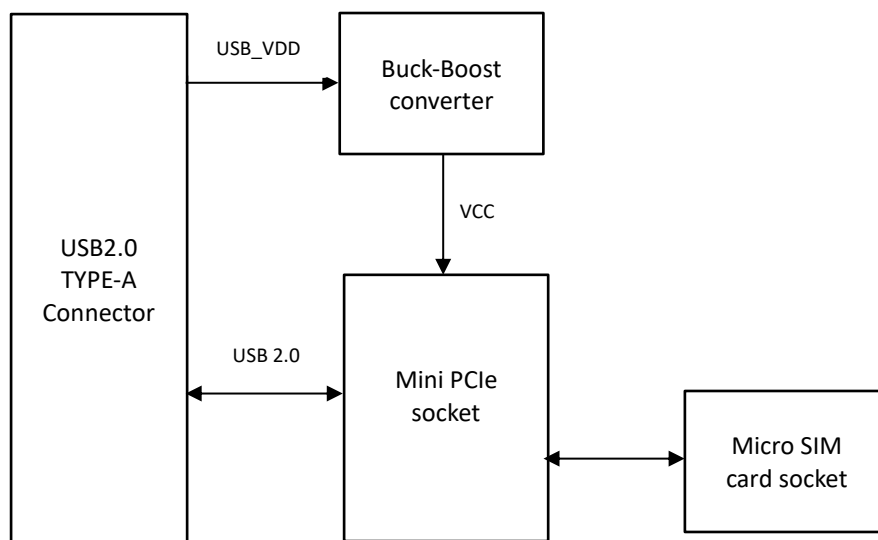 USB_VDD
Buck-Boost
converter
VCC
USB2.0
TYPE-A
Connector
USB 2.0
Mini PCIe
socket
Micro SIM
card socket